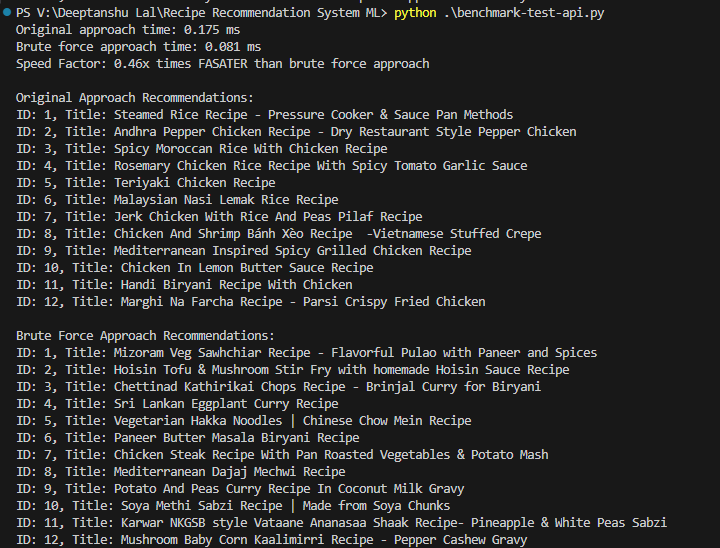 PS V:\Deeptanshu Lal\Recipe Recommendation System ML> python .\benchmark-test-api.py
Original approach time: 0.175 ms
Brute force approach time: 0.081 ms
Speed Factor: 0.46x times FASATER than brute force approach
Original Approach Recommendations:
ID: 1, Title: Steamed Rice Recipe - Pressure Cooker & Sauce Pan Methods
ID: 2, Title: Andhra Pepper Chicken Recipe - Dry Restaurant Style Pepper Chicken
ID: 3, Title: Spicy Moroccan Rice With Chicken Recipe
ID: 4, Title: Rosemary Chicken Rice Recipe With Spicy Tomato Garlic Sauce
ID: 5, Title: Teriyaki Chicken Recipe
ID: 6, Title: Malaysian Nasi Lemak Rice Recipe
ID: 7, Title: Jerk Chicken With Rice And Peas Pilaf Recipe
ID: 8, Title: Chicken And Shrimp Bánh Xèo Recipe  -Vietnamese Stuffed Crepe
ID: 9, Title: Mediterranean Inspired Spicy Grilled Chicken Recipe
ID: 10, Title: Chicken In Lemon Butter Sauce Recipe
ID: 11, Title: Handi Biryani Recipe With Chicken
ID: 12, Title: Marghi Na Farcha Recipe - Parsi Crispy Fried Chicken
Brute Force Approach Recommendations:
ID: 1, Title: Mizoram Veg Sawhchiar Recipe - Flavorful Pulao with Paneer and Spices
ID: 2, Title: Hoisin Tofu & Mushroom Stir Fry with homemade Hoisin Sauce Recipe
ID: 3, Title: Chettinad Kathirikai Chops Recipe - Brinjal Curry for Biryani
ID: 4, Title: Sri Lankan Eggplant Curry Recipe
ID: 5, Title: Vegetarian Hakka Noodles | Chinese Chow Mein Recipe
ID: 6, Title: Paneer Butter Masala Biryani Recipe
ID: 7, Title: Chicken Steak Recipe With Pan Roasted Vegetables & Potato Mash
ID: 8, Title: Mediterranean Dajaj Mechwi Recipe
ID: 9, Title: Potato And Peas Curry Recipe In Coconut Milk Gravy
ID: 10, Title: Soya Methi Sabzi Recipe | Made from Soya Chunks
ID: 11, Title: Karwar NKGSB style Vataane Ananasaa Shaak Recipe- Pineapple & White Peas Sabzi
ID: 12, Title: Mushroom Baby Corn Kaalimirri Recipe - Pepper Cashew Gravy